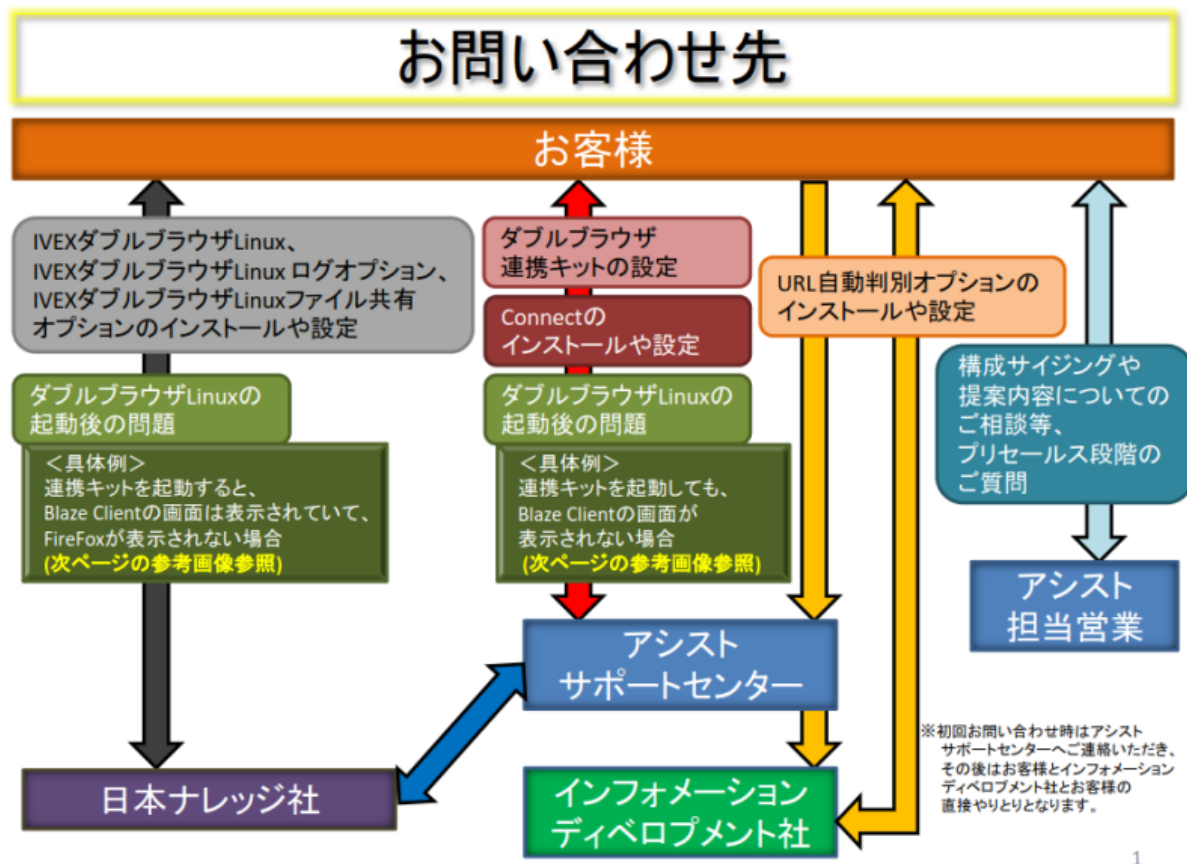 お問い合わせ先
お客様
IVEXダブルブラウザLinux、
IVEXダブルブラウザLinux ログオプション、
IVEXダブルブラウザLinuxファイル共有
オプションのインストールや設定
ダブルブラウザLinuxの
起動後の問題
＜具体例＞
連携キットを起動すると、
Blaze Clientの画面は表示されていて、
FireFoxが表示されない場合
(次ページの参考画像参照)
日本ナレッジ社
ダブルブラウザ
連携キットの設定
Connectの
インストールや設定
ダブルブラウザLinuxの
起動後の問題
＜具体例＞
連携キットを起動しても、
Blaze Clientの画面が
表示されない場合
(次ページの参考画像参照)
アシスト
サポートセンター
URL自動判別オプションの
インストールや設定
インフォメーション
ディベロプメント社
構成サイジングや
提案内容についての
ご相談等、
プリセールス段階の
ご質問
アシスト
担当営業
※初回お問い合わせ時はアシスト
サポートセンターへご連絡いただき、
その後はお客様とインフォメーション
ディベロプメント社とお客様の
直接やりとりとなります。
1